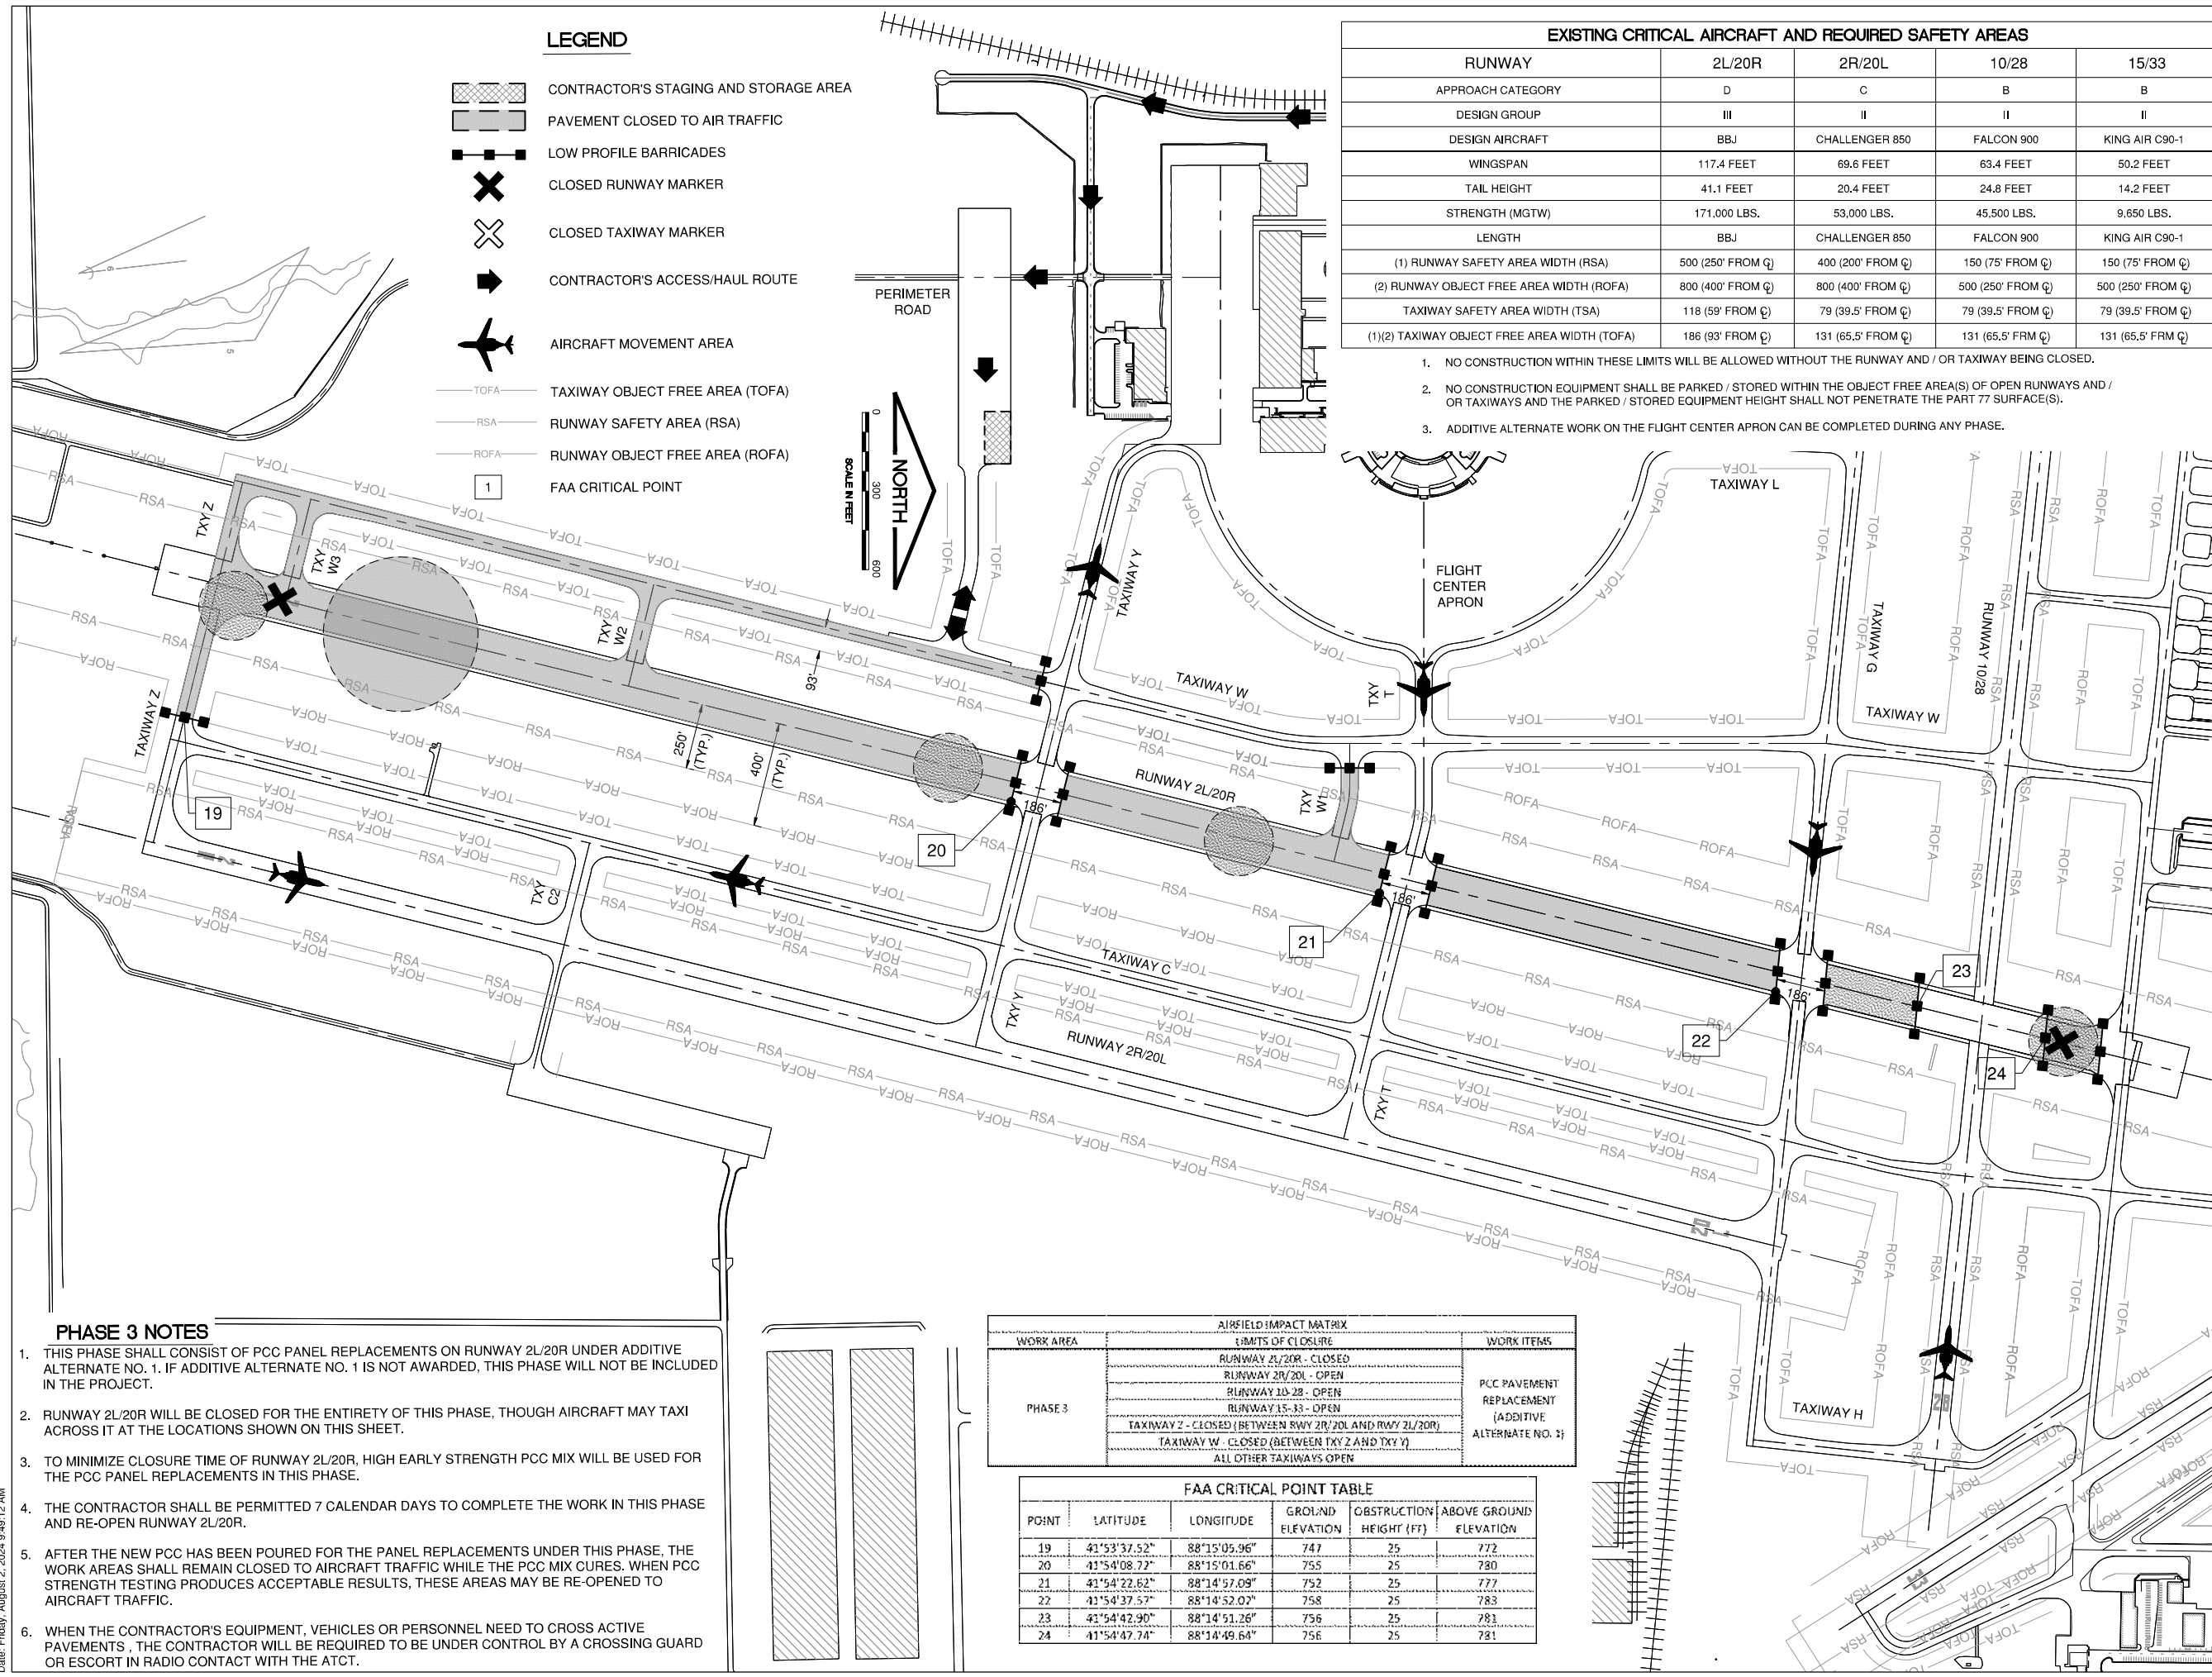 LEGEND
CONTRACTOR'S STAGING AND STORAGE AREA
PAVEMENT CLOSED TO AIR TRAFFIC
LOW PROFILE BARRICADES
CLOSED RUNWAY MARKER
CLOSED TAXIWAY MARKER
CONTRACTOR'S ACCESS/HAUL ROUTE
AIRCRAFT MOVEMENT AREA
TOFA TAXIWAY OBJECT FREE AREA (TOFA)
RSA RUNWAY SAFETY AREA (RSA)
ROFA RUNWAY OBJECT FREE AREA (ROFA)
1 FAA CRITICAL POINT
EXISTING CRITICAL AIRCRAFT AND REQUIRED SAFETY AREAS
RUNWAY 2L/20R 2R/20L 10/28 15/33
APPROACH CATEGORY D C B B
DESIGN GROUP III II II II
DESIGN AIRCRAFT BBJ CHALLENGER 850 FALCON 900 KING AIR C90-1
WINGSPAN 117.4 FEET 69.6 FEET 63.4 FEET 50.2 FEET
TAIL HEIGHT 41.1 FEET 20.4 FEET 24.8 FEET 14.2 FEET
STRENGTH (MGTW) 171,000 LBS. 53,000 LBS. 45,500 LBS. 9,650 LBS.
LENGTH BBJ CHALLENGER 850 FALCON 900 KING AIR C90-1
(1) RUNWAY SAFETY AREA WIDTH (RSA) 500 (250' FROM ℄) 400 (200' FROM ℄) 150 (75' FROM ℄) 150 (75' FROM ℄)
(2) RUNWAY OBJECT FREE AREA WIDTH (ROFA) 800 (400' FROM ℄) 800 (400' FROM ℄) 500 (250' FROM ℄) 500 (250' FROM ℄)
TAXIWAY SAFETY AREA WIDTH (TSA) 118 (59' FROM ℄) 79 (39.5' FROM ℄) 79 (39.5' FROM ℄) 79 (39.5' FROM ℄)
(1)(2) TAXIWAY OBJECT FREE AREA WIDTH (TOFA) 186 (93' FROM ℄) 131 (65.5' FROM ℄) 131 (65.5' FRM ℄) 131 (65.5' FRM ℄)
1. NO CONSTRUCTION WITHIN THESE LIMITS WILL BE ALLOWED WITHOUT THE RUNWAY AND / OR TAXIWAY BEING CLOSED.
2. NO CONSTRUCTION EQUIPMENT SHALL BE PARKED / STORED WITHIN THE OBJECT FREE AREA(S) OF OPEN RUNWAYS AND /
OR TAXIWAYS AND THE PARKED / STORED EQUIPMENT HEIGHT SHALL NOT PENETRATE THE PART 77 SURFACE(S).
3. ADDITIVE ALTERNATE WORK ON THE FLIGHT CENTER APRON CAN BE COMPLETED DURING ANY PHASE.
PERIMETER
ROAD
NORTH
0 300 600
SCALE IN FEET
TAXIWAY L
FLIGHT
CENTER
APRON
TAXIWAY Y
TAXIWAY G
RUNWAY 10/28
TAXIWAY W
TAXIWAY W
TXY
T
TXY Z
TXY
W3
TXY
W2
TXY
W1
TAXIWAY Z
93'
250'
(TYP.)
400'
(TYP.)
RUNWAY 2L/20R
186'
186'
186'
19
20
21
22
23
24
TXY
C2
TAXIWAY C
TXY Y
TXY T
RUNWAY 2R/20L
TAXIWAY H
20
L
28
33
PHASE 3 NOTES
1. THIS PHASE SHALL CONSIST OF PCC PANEL REPLACEMENTS ON RUNWAY 2L/20R UNDER ADDITIVE
ALTERNATE NO. 1. IF ADDITIVE ALTERNATE NO. 1 IS NOT AWARDED, THIS PHASE WILL NOT BE INCLUDED
IN THE PROJECT.
2. RUNWAY 2L/20R WILL BE CLOSED FOR THE ENTIRETY OF THIS PHASE, THOUGH AIRCRAFT MAY TAXI
ACROSS IT AT THE LOCATIONS SHOWN ON THIS SHEET.
3. TO MINIMIZE CLOSURE TIME OF RUNWAY 2L/20R, HIGH EARLY STRENGTH PCC MIX WILL BE USED FOR
THE PCC PANEL REPLACEMENTS IN THIS PHASE.
4. THE CONTRACTOR SHALL BE PERMITTED 7 CALENDAR DAYS TO COMPLETE THE WORK IN THIS PHASE
AND RE-OPEN RUNWAY 2L/20R.
5. AFTER THE NEW PCC HAS BEEN POURED FOR THE PANEL REPLACEMENTS UNDER THIS PHASE, THE
WORK AREAS SHALL REMAIN CLOSED TO AIRCRAFT TRAFFIC WHILE THE PCC MIX CURES. WHEN PCC
STRENGTH TESTING PRODUCES ACCEPTABLE RESULTS, THESE AREAS MAY BE RE-OPENED TO
AIRCRAFT TRAFFIC.
6. WHEN THE CONTRACTOR'S EQUIPMENT, VEHICLES OR PERSONNEL NEED TO CROSS ACTIVE
PAVEMENTS , THE CONTRACTOR WILL BE REQUIRED TO BE UNDER CONTROL BY A CROSSING GUARD
OR ESCORT IN RADIO CONTACT WITH THE ATCT.
AIRFIELD IMPACT MATRIX
WORK AREA LIMITS OF CLOSURE WORK ITEMS
PHASE 3
RUNWAY 2L/20R - CLOSED
RUNWAY 2R/20L - OPEN
RUNWAY 10-28 - OPEN
RUNWAY 15-33 - OPEN
TAXIWAY Z - CLOSED (BETWEEN RWY 2R/20L AND RWY 2L/20R)
TAXIWAY W - CLOSED (BETWEEN TXY Z AND TXY Y)
ALL OTHER TAXIWAYS OPEN
PCC PAVEMENT
REPLACEMENT
(ADDITIVE
ALTERNATE NO. 1)
FAA CRITICAL POINT TABLE
POINT LATITUDE LONGITUDE GROUND ELEVATION OBSTRUCTION HEIGHT (FT) ABOVE GROUND ELEVATION
19 41°53'37.52" 88°15'05.96" 747 25 772
20 41°54'08.72" 88°15'01.66" 755 25 780
21 41°54'22.62" 88°14'57.09" 752 25 777
22 41°54'37.57" 88°14'52.02" 758 25 783
23 41°54'42.90" 88°14'51.26" 756 25 781
24 41°54'47.74" 88°14'49.64" 756 25 781
Date: Friday, August 2, 2024 9:49:12 AM